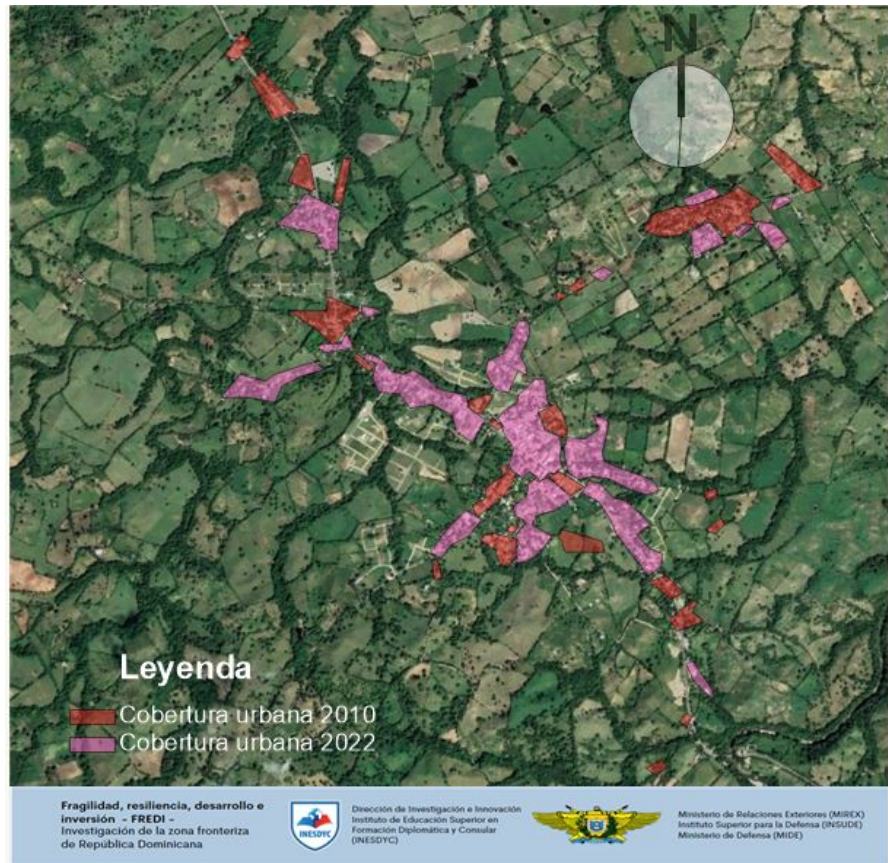 N
Leyenda
Cobertura urbana 2010
Cobertura urbana 2022
Fragilidad, resiliencia, desarrollo e
inversión - FREDI -
Investigación de la zona fronteriza
de República Dominicana
INESDYC
Dirección de Investigación e Innovación
Instituto de Educación Superior en
Formación Diplomática y Consular
(INESDYC)
Ministerio de Relaciones Exteriores (MIREX)
Instituto Superior para la Defensa (INSUDE)
Ministerio de Defensa (MIDE)